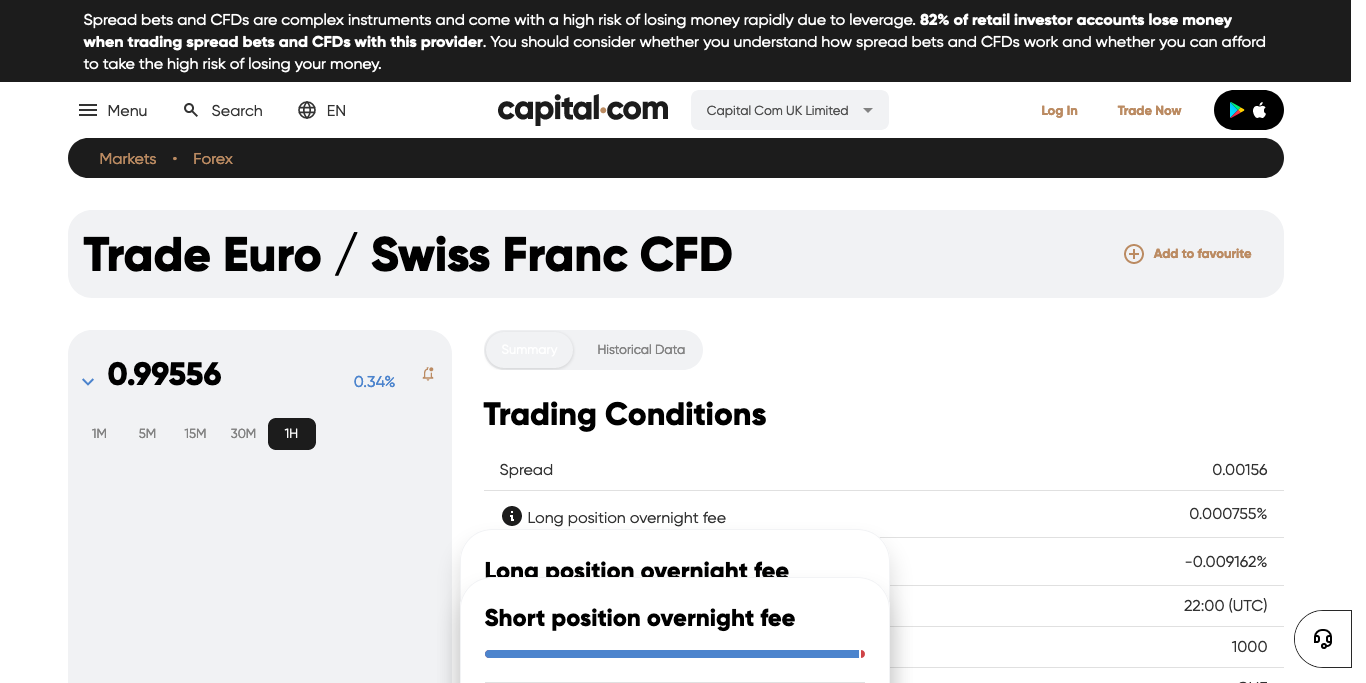 Spread bets and CFDs are complex instruments and come with a high risk of losing money rapidly due to leverage. 82% of retail investor accounts lose money
when trading spread bets and CFDs with this provider. You should consider whether you understand how spread bets and CFDs work and whether you can afford
to take the high risk of losing your money.
Menu Search EN capital.com Capital Com UK Limited Log In Trade Now
Markets • Forex
Trade Euro / Swiss Franc CFD Add to favourite
0.99556 0.34%
1M 5M 15M 30M 1H
Summary Historical Data
Trading Conditions
Spread 0.00156
Long position overnight fee 0.000755%
-0.009162%
22:00 (UTC)
1000
Long position overnight fee
Short position overnight fee